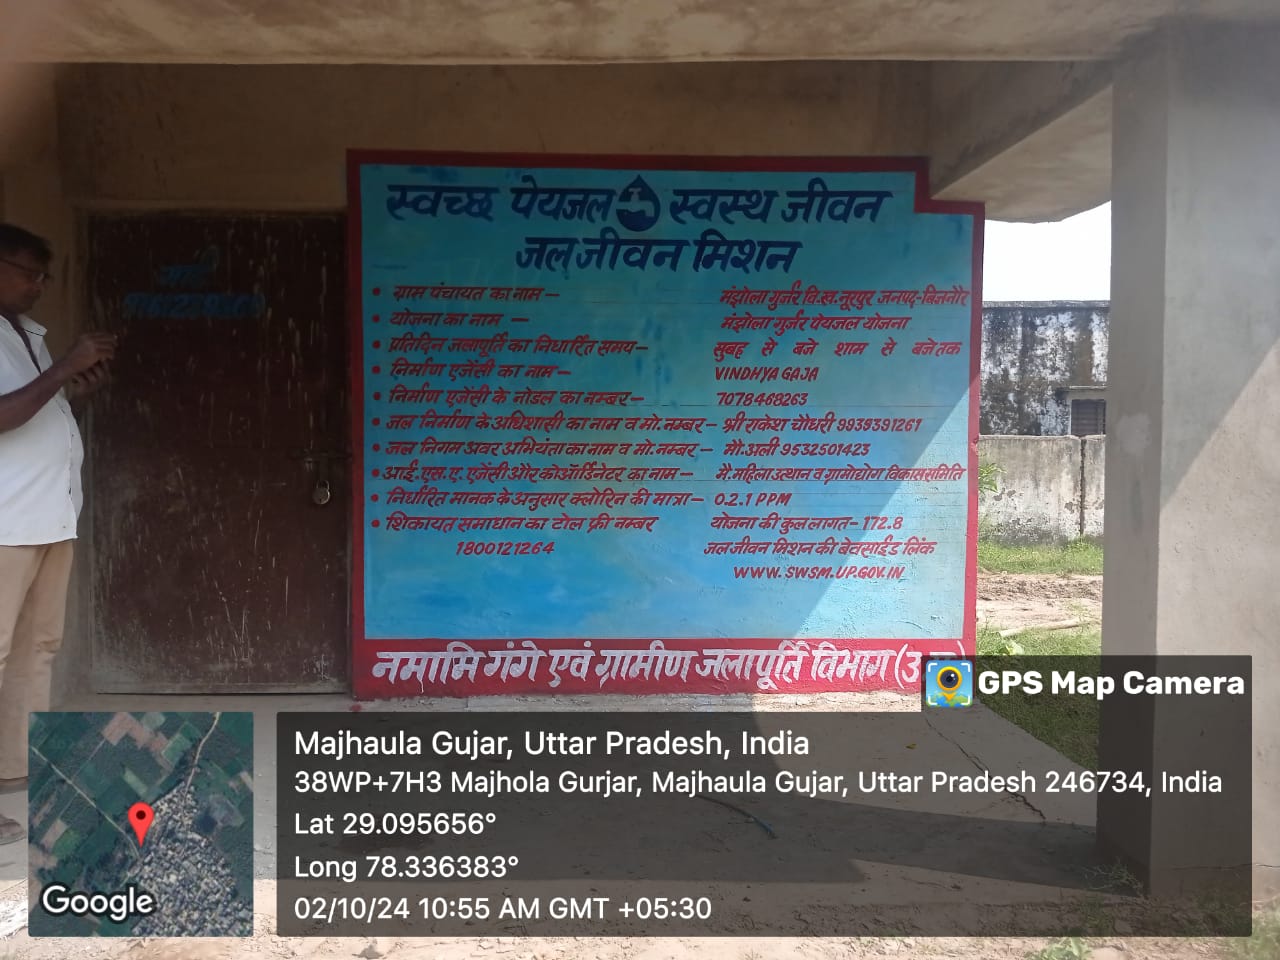 स्वच्छ पेयजल स्वस्थ जीवन
जल जीवन मिशन
• ग्राम पंचायत का नाम – मंझोला गुर्जर वि.ख.नूरपुर जनपद-बिजनौर
• योजना का नाम – मंझोला गुर्जर पेयजल योजना
• प्रतिदिन जलापूर्ति का निर्धारित समय– सुबह से बजे शाम से बजे तक
• निर्माण एजेंसी का नाम– VINDHYA GAJA
• निर्माण एजेंसी के नोडल का नम्बर– 7078469263
• जल निर्माण के अधिशासी का नाम व मो.नम्बर– श्री राकेश चौधरी 9939391261
• जल निगम अवर अभियंता का नाम व मो.नम्बर– मौ.अली 9532501423
• आई.एस.ए. एजेंसी और कोऑर्डिनेटर का नाम– मै.महिला उत्थान व ग्रामोद्योग विकास समिति
• निर्धारित मानक के अनुसार क्लोरिन की मात्रा– 0.2.1 PPM
• शिकायत समाधान का टोल फ्री नम्बर योजना की कुल लागत– 172.8
1800121264 जल जीवन मिशन की बेवसाईड लिंक
WWW.SWSM.UP.GOV.IN
नमामि गंगे एवं ग्रामीण जलापूर्ति विभाग
GPS Map Camera
Majhaula Gujar, Uttar Pradesh, India
38WP+7H3 Majhola Gurjar, Majhaula Gujar, Uttar Pradesh 246734, India
Lat 29.095656°
Long 78.336383°
02/10/24 10:55 AM GMT +05:30
Google